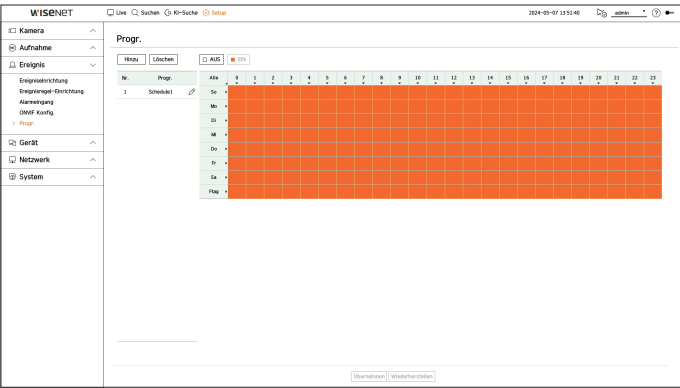 WISENET
Live Suchen KI-Suche Setup
2024-05-07 13:51:40 admin ?
Kamera
Aufnahme
Ereignis
Ereigniseinrichtung
Ereignisregel-Einrichtung
Alarmeingang
ONVIF Konfig.
> Progr.
Gerät
Netzwerk
System
Progr.
Hinzu Löschen AUS EIN
Nr. Progr.
1 Schedule1
Alle 0 1 2 3 4 5 6 7 8 9 10 11 12 13 14 15 16 17 18 19 20 21 22 23
So
Mo
Di
Mi
Do
Fr
Sa
Ftag
Übernehmen Wiederherstellen